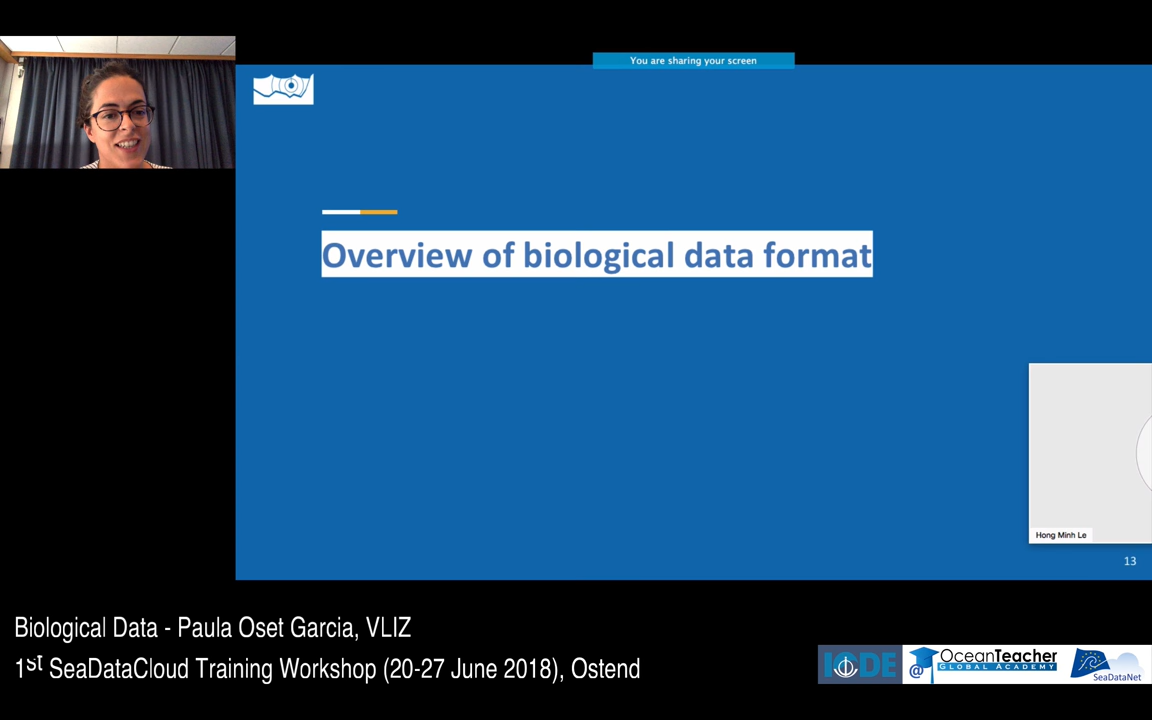 You are sharing your screen
Overview of biological data format
Hong Minh Le
13
Biological Data - Paula Oset Garcia, VLIZ
1st SeaDataCloud Training Workshop (20-27 June 2018), Ostend
IODE
@ OceanTeacher
GLOBAL ACADEMY
SeaDataNet